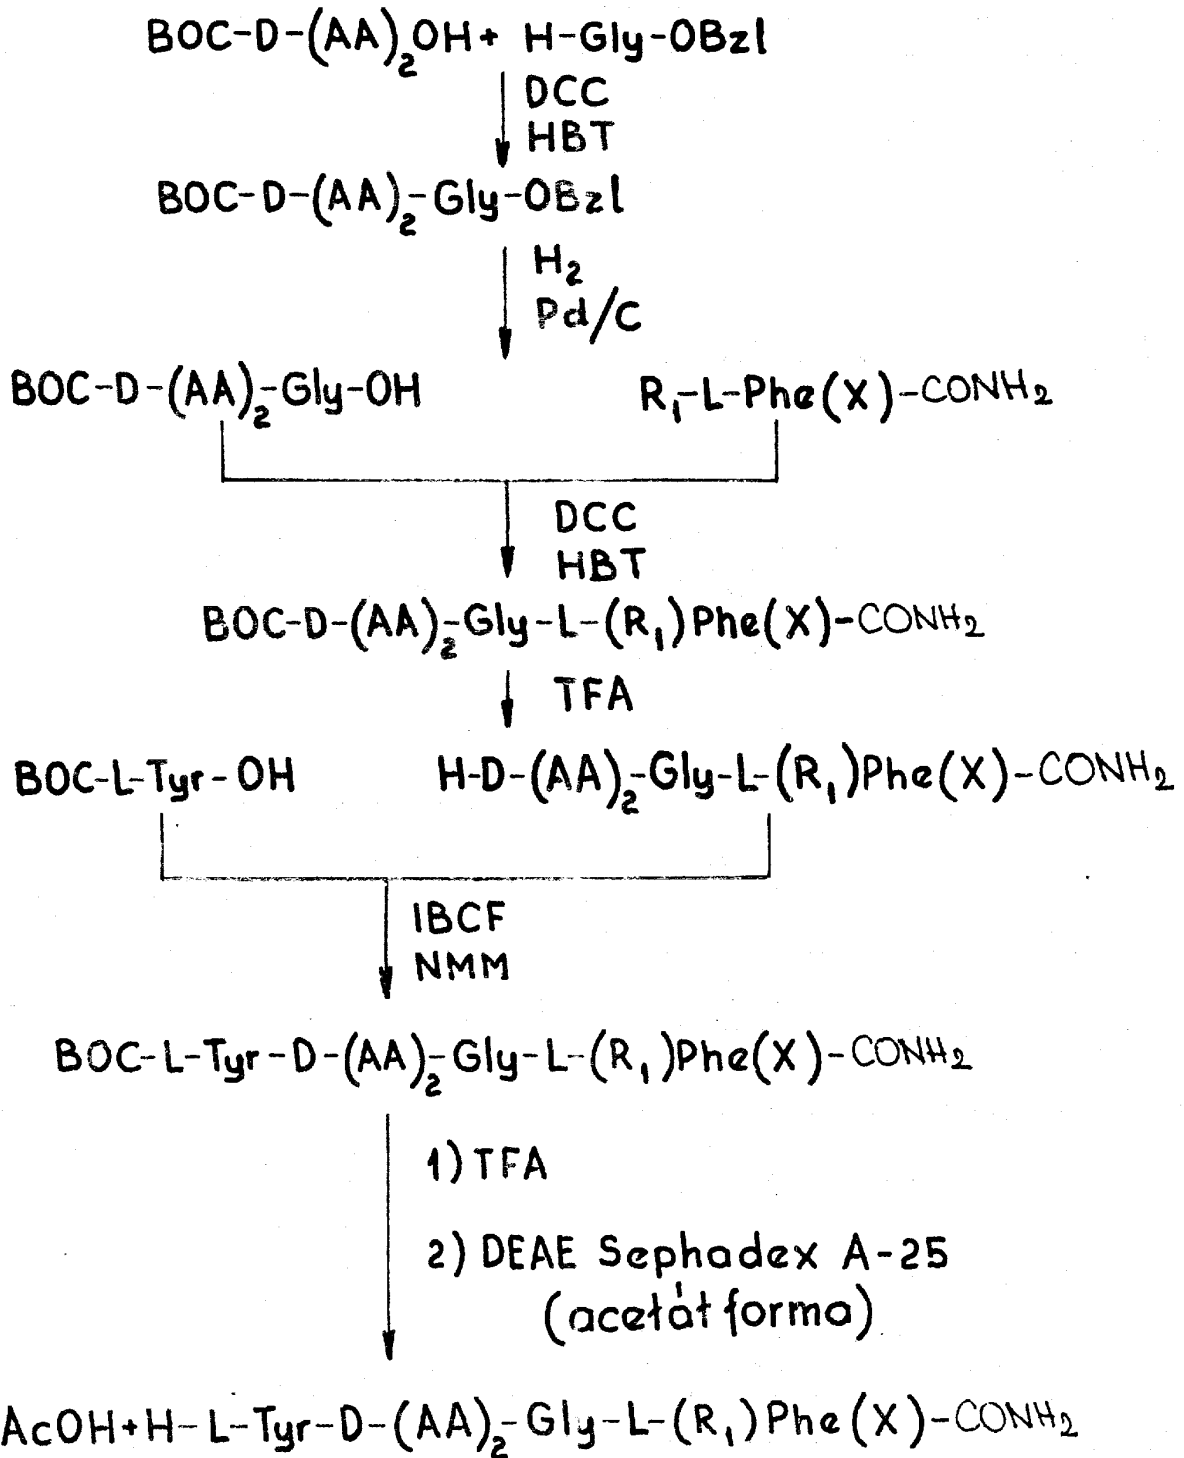 BOC-D-(AA)₂OH + H-Gly-OBzl
DCC
HBT
BOC-D-(AA)₂-Gly-OBzl
H₂
Pd/C
BOC-D-(AA)₂-Gly-OH R₁-L-Phe(X)-CONH₂
DCC
HBT
BOC-D-(AA)₂-Gly-L-(R₁)Phe(X)-CONH₂
TFA
BOC-L-Tyr-OH H-D-(AA)₂-Gly-L-(R₁)Phe(X)-CONH₂
IBCF
NMM
BOC-L-Tyr-D-(AA)₂-Gly-L-(R₁)Phe(X)-CONH₂
1) TFA
2) DEAE Sephadex A-25
(acetát forma)
AcOH+H-L-Tyr-D-(AA)₂-Gly-L-(R₁)Phe(X)-CONH₂